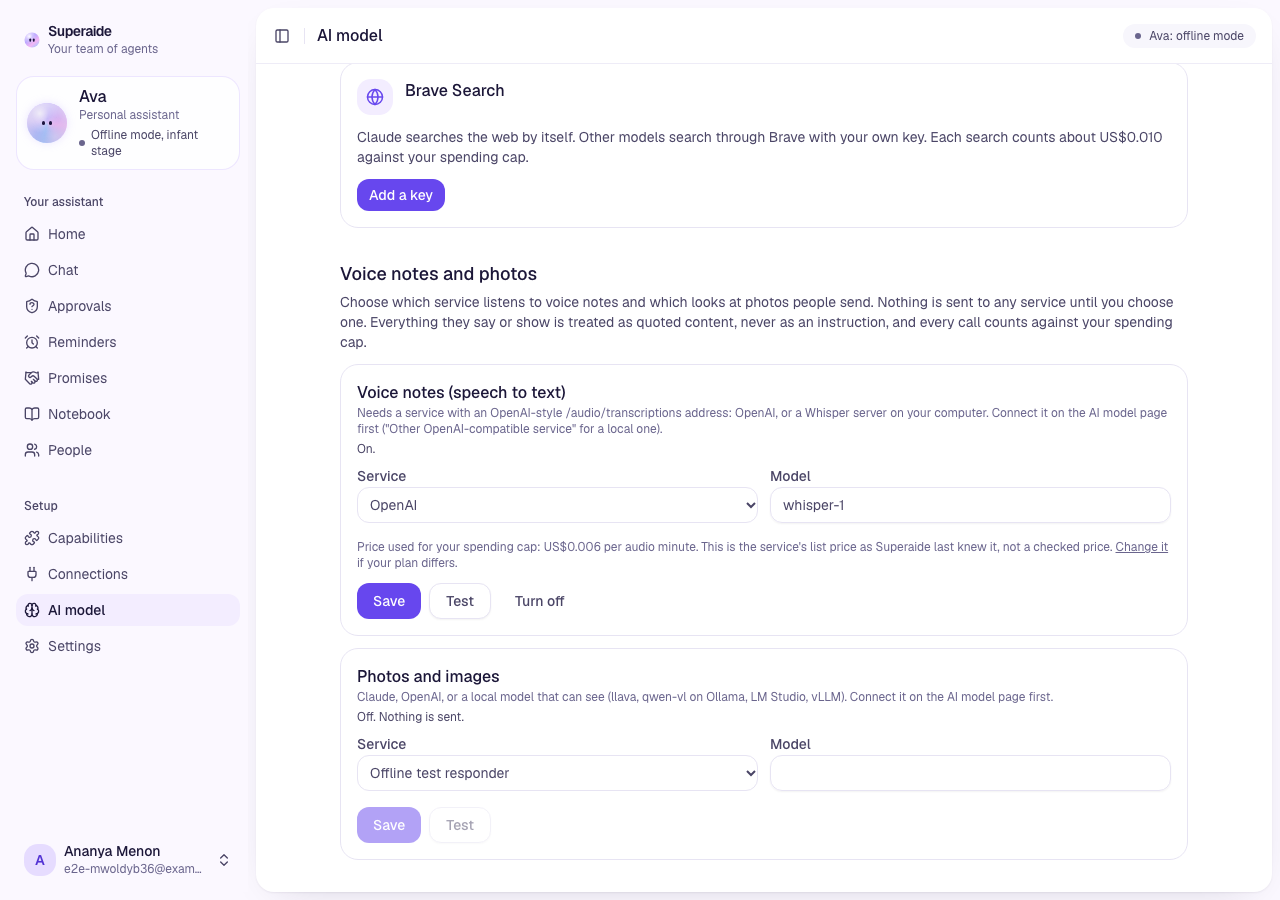 Superaide
Your team of agents
Ava
Personal assistant
Offline mode, infant
stage
Your assistant
Home
Chat
Approvals
Reminders
Promises
Notebook
People
Setup
Capabilities
Connections
AI model
Settings
A
Ananya Menon
e2e-mwoldyb36@exam...
AI model
Ava: offline mode
Brave Search
Claude searches the web by itself. Other models search through Brave with your own key. Each search counts about US$0.010
against your spending cap.
Add a key
Voice notes and photos
Choose which service listens to voice notes and which looks at photos people send. Nothing is sent to any service until you choose
one. Everything they say or show is treated as quoted content, never as an instruction, and every call counts against your spending
cap.
Voice notes (speech to text)
Needs a service with an OpenAI-style /audio/transcriptions address: OpenAI, or a Whisper server on your computer. Connect it on the AI model page
first ("Other OpenAI-compatible service" for a local one).
On.
Service
Model
OpenAI
whisper-1
Price used for your spending cap: US$0.006 per audio minute. This is the service's list price as Superaide last knew it, not a checked price. Change it
if your plan differs.
Save
Test
Turn off
Photos and images
Claude, OpenAI, or a local model that can see (llava, qwen-vl on Ollama, LM Studio, vLLM). Connect it on the AI model page first.
Off. Nothing is sent.
Service
Model
Offline test responder
Save
Test